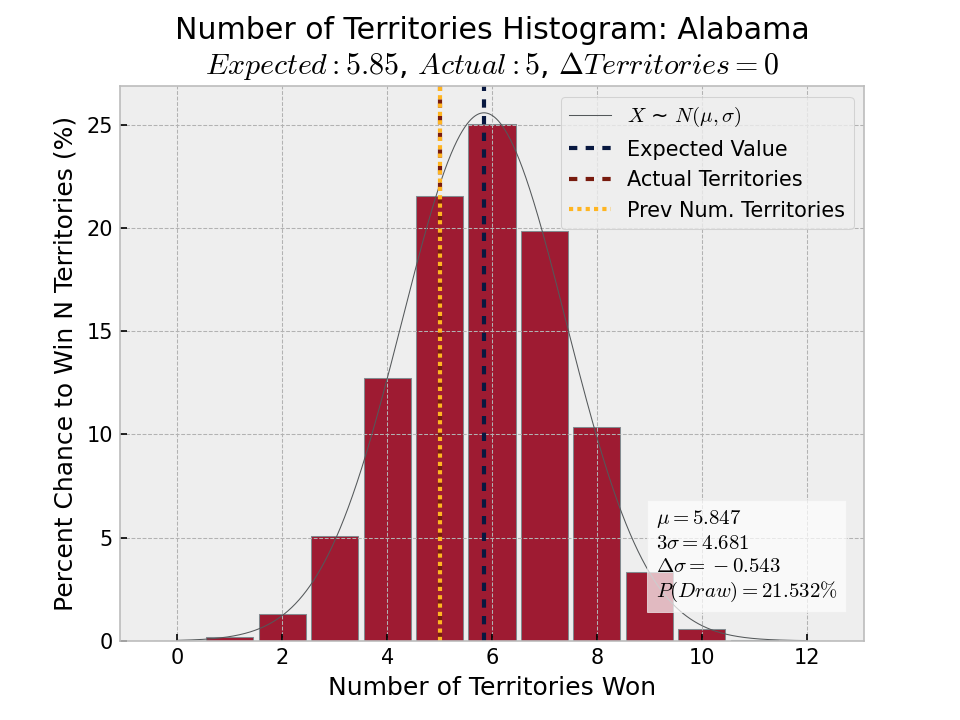 Number of Territories Histogram: Alabama
Expected : 5.85, Actual : 5, ΔTerritories = 0
Percent Chance to Win N Territories (%)
25
20
15
10
5
0
X ~ N(μ, σ)
Expected Value
Actual Territories
Prev Num. Territories
μ = 5.847
3σ = 4.681
Δσ = − 0.543
P(Draw) = 21.532%
0 2 4 6 8 10 12
Number of Territories Won